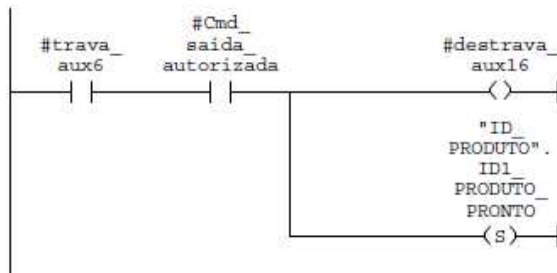 #trava_
aux6
#Cmd_
saida_
autorizada
#destrava_
aux16
"ID_
PRODUTO".
ID1_
PRODUTO_
PRONTO
S